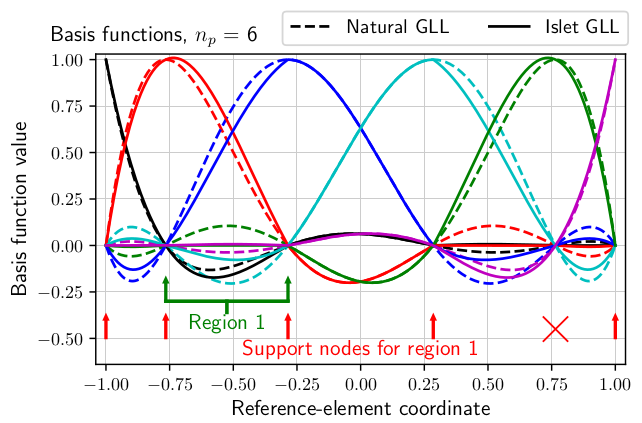 Basis functions, n_p = 6
Natural GLL
Islet GLL
Basis function value
1.00
0.75
0.50
0.25
0.00
−0.25
−0.50
Region 1
Support nodes for region 1
−1.00 −0.75 −0.50 −0.25 0.00 0.25 0.50 0.75 1.00
Reference-element coordinate